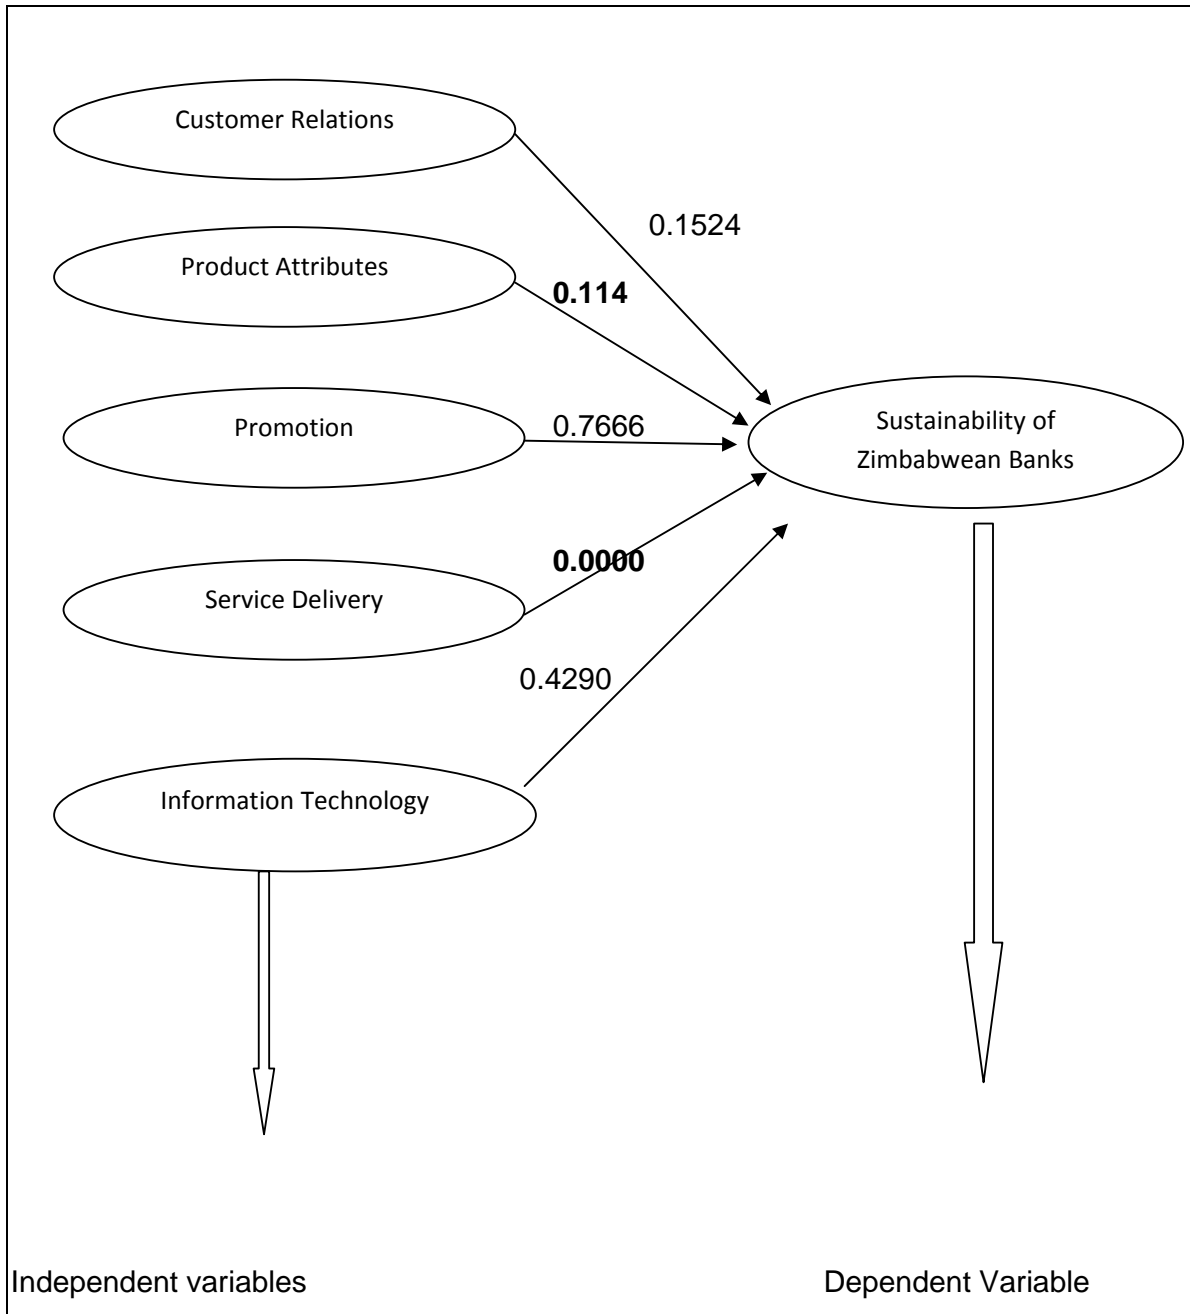 Customer Relations
0.1524
Product Attributes
0.114
Promotion
0.7666
Sustainability of
Zimbabwean Banks
Service Delivery
0.0000
0.4290
Information Technology
Independent variables
Dependent Variable